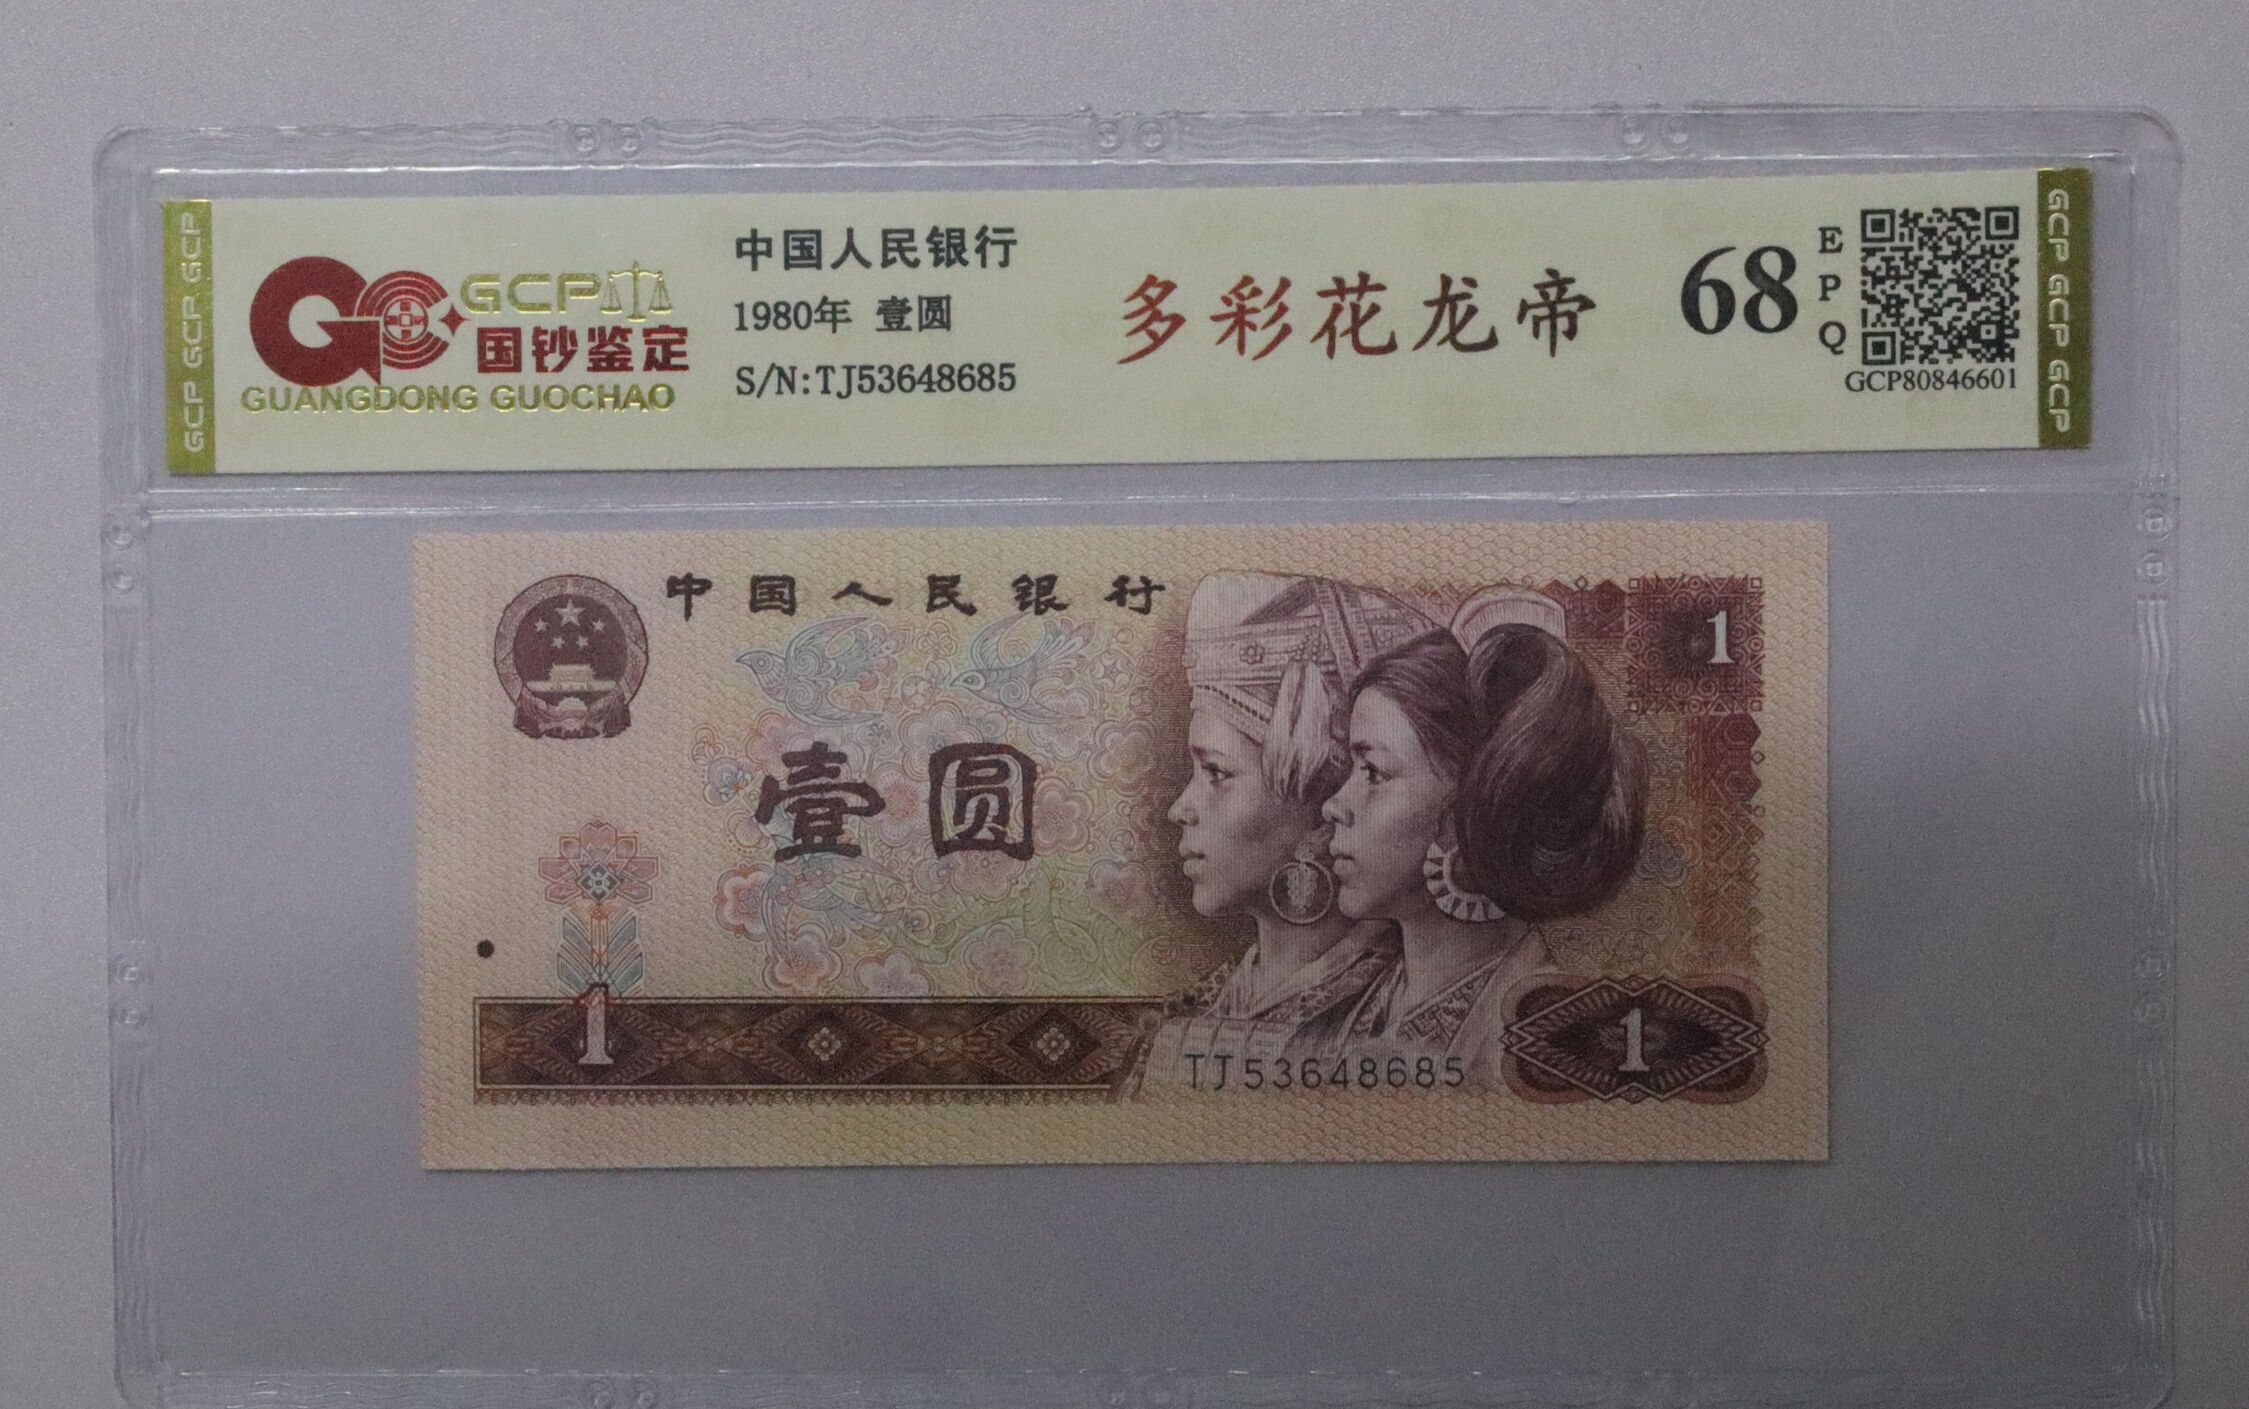 GCP GCP GCP
GCP
国钞鉴定
GUANGDONG GUOCHAO
中国人民银行
1980年 壹圆
S/N:TJ53648685
多彩花龙帝
68
EPQ
GCP80846601
GCP GCP GCP
中国人民银行
1
壹圆
1
1
TJ53648685